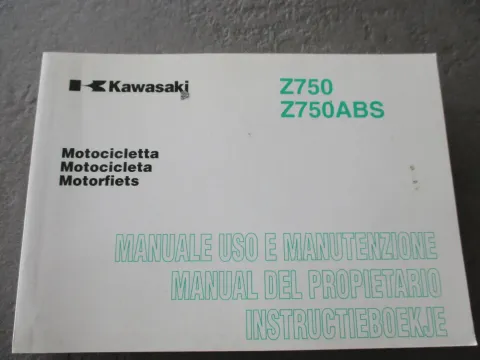 Kawasaki
Z750
Z750ABS
Motocicletta
Motocicleta
Motorfiets
MANUALE USO E MANUTENZIONE
MANUAL DEL PROPIETARIO
INSTRUCTIEBOEKJE